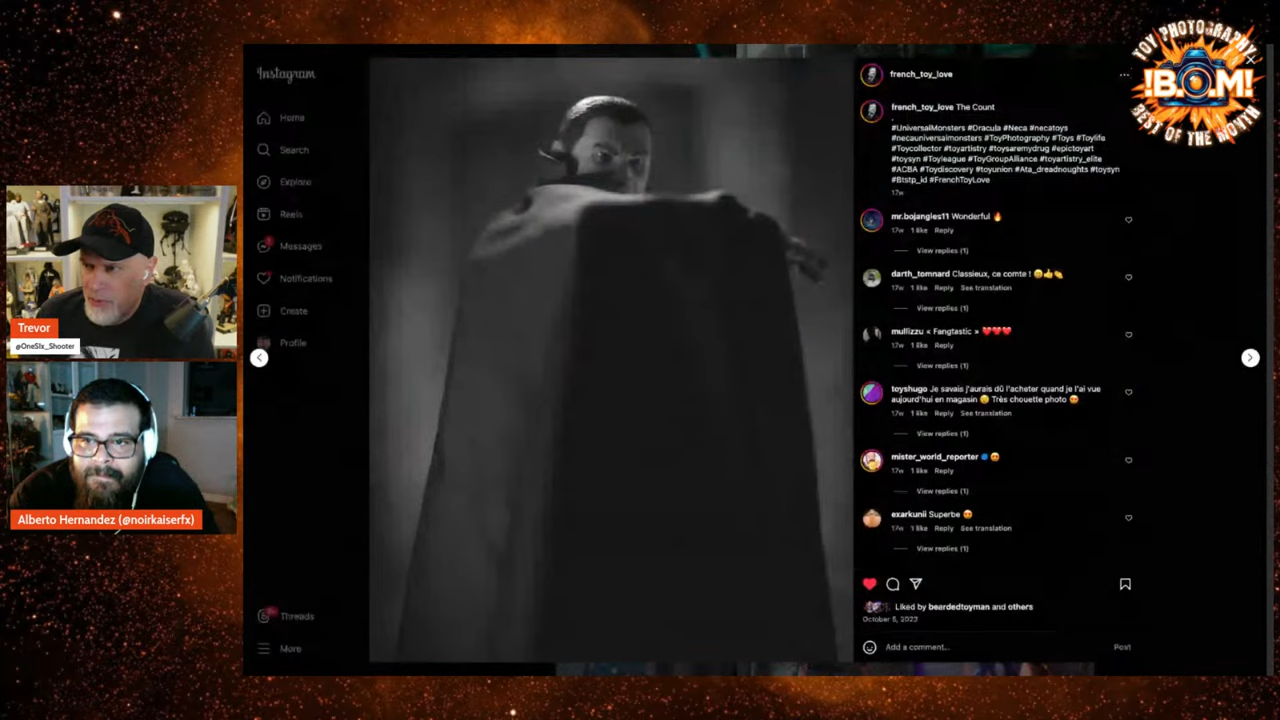 TOY PHOTOGRAPHY
!B.O.M!
BEST OF THE MONTH
Instagram
Home
Search
Explore
Reels
Messages
Notifications
Create
Profile
Threads
More
Trevor
@OneSix_Shooter
Alberto Hernandez (@noirkaiserfx)
french_toy_love
french_toy_love The Count
.
#UniversalMonsters #Dracula #Neca #necatoys
#necauniversalmonsters #ToyPhotography #Toys #Toylife
#Toycollector #toyartistry #toysaremydrug #epictoyart
#toysyn #Toyleague #ToyGroupAlliance #toyartistry_elite
#ACBA #Toydiscovery #toyunion #Ata_dreadnoughts #toysyn
#Btstp_id #FrenchToyLove
17w
mr.bojangles11 Wonderful 🔥
17w 1 like Reply
View replies (1)
darth_tomnard Classieux, ce comte ! 😁👍👏
17w 1 like Reply See translation
View replies (1)
mullizzu « Fangtastic » ❤️❤️❤️
17w 1 like Reply
View replies (1)
toyshugo Je savais j'aurais dû l'acheter quand je l'ai vue
aujourd'hui en magasin 😢 Très chouette photo 😍
17w 1 like Reply See translation
View replies (1)
mister_world_reporter 🔵 😍
17w 1 like Reply
View replies (1)
exarkunii Superbe 😍
17w 1 like Reply See translation
View replies (1)
Liked by beardedtoyman and others
October 5, 2023
Add a comment...
Post